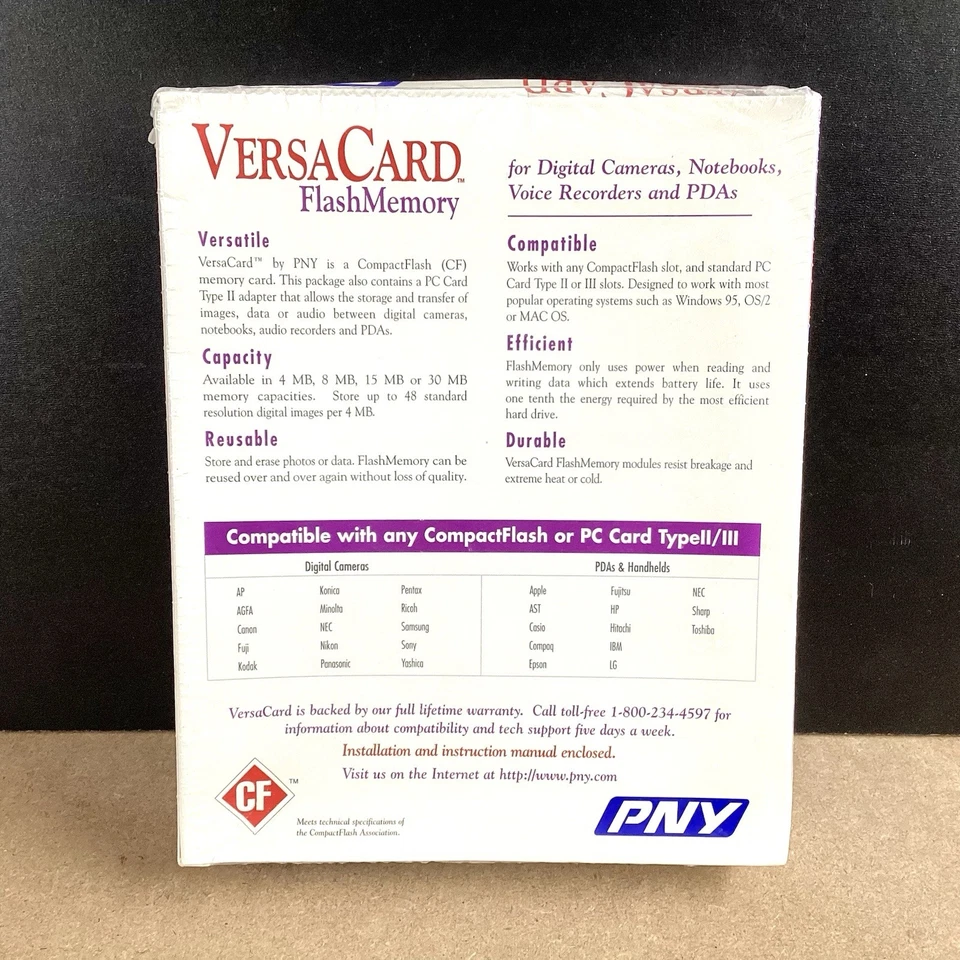 VERSACARD™
FlashMemory
for Digital Cameras, Notebooks,
Voice Recorders and PDAs
Versatile
VersaCard™ by PNY is a CompactFlash (CF)
memory card. This package also contains a PC Card
Type II adapter that allows the storage and transfer of
images, data or audio between digital cameras,
notebooks, audio recorders and PDAs.
Capacity
Available in 4 MB, 8 MB, 15 MB or 30 MB
memory capacities. Store up to 48 standard
resolution digital images per 4 MB.
Reusable
Store and erase photos or data. FlashMemory can be
reused over and over again without loss of quality.
Compatible
Works with any CompactFlash slot, and standard PC
Card Type II or III slots. Designed to work with most
popular operating systems such as Windows 95, OS/2
or MAC OS.
Efficient
FlashMemory only uses power when reading and
writing data which extends battery life. It uses
one tenth the energy required by the most efficient
hard drive.
Durable
VersaCard FlashMemory modules resist breakage and
extreme heat or cold.
Compatible with any CompactFlash or PC Card TypeII/III
Digital Cameras
AP Konica Pentax
AGFA Minolta Ricoh
Canon NEC Samsung
Fuji Nikon Sony
Kodak Panasonic Yashica
PDAs & Handhelds
Apple Fujitsu NEC
AST HP Sharp
Casio Hitachi Toshiba
Compaq IBM
Epson LG
VersaCard is backed by our full lifetime warranty. Call toll-free 1-800-234-4597 for
information about compatibility and tech support five days a week.
Installation and instruction manual enclosed.
Visit us on the Internet at http://www.pny.com
CF™
Meets technical specifications of
the CompactFlash Association.
PNY